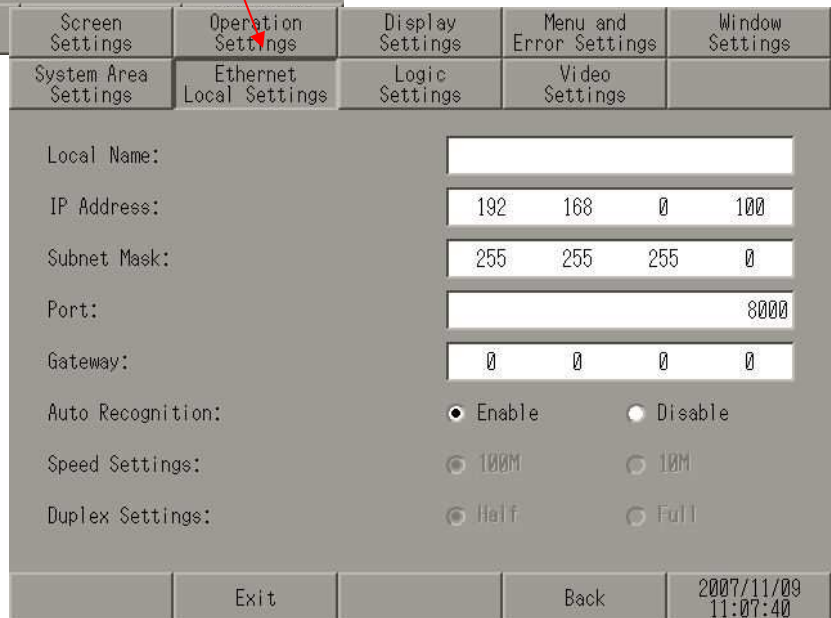 Screen Settings
Operation Settings
Display Settings
Menu and Error Settings
Window Settings
System Area Settings
Ethernet Local Settings
Logic Settings
Video Settings
Local Name:
IP Address: 192 168 0 100
Subnet Mask: 255 255 255 0
Port: 8000
Gateway: 0 0 0 0
Auto Recognition: Enable Disable
Speed Settings: 100M 10M
Duplex Settings: Half Full
Exit
Back
2007/11/09
11:07:40